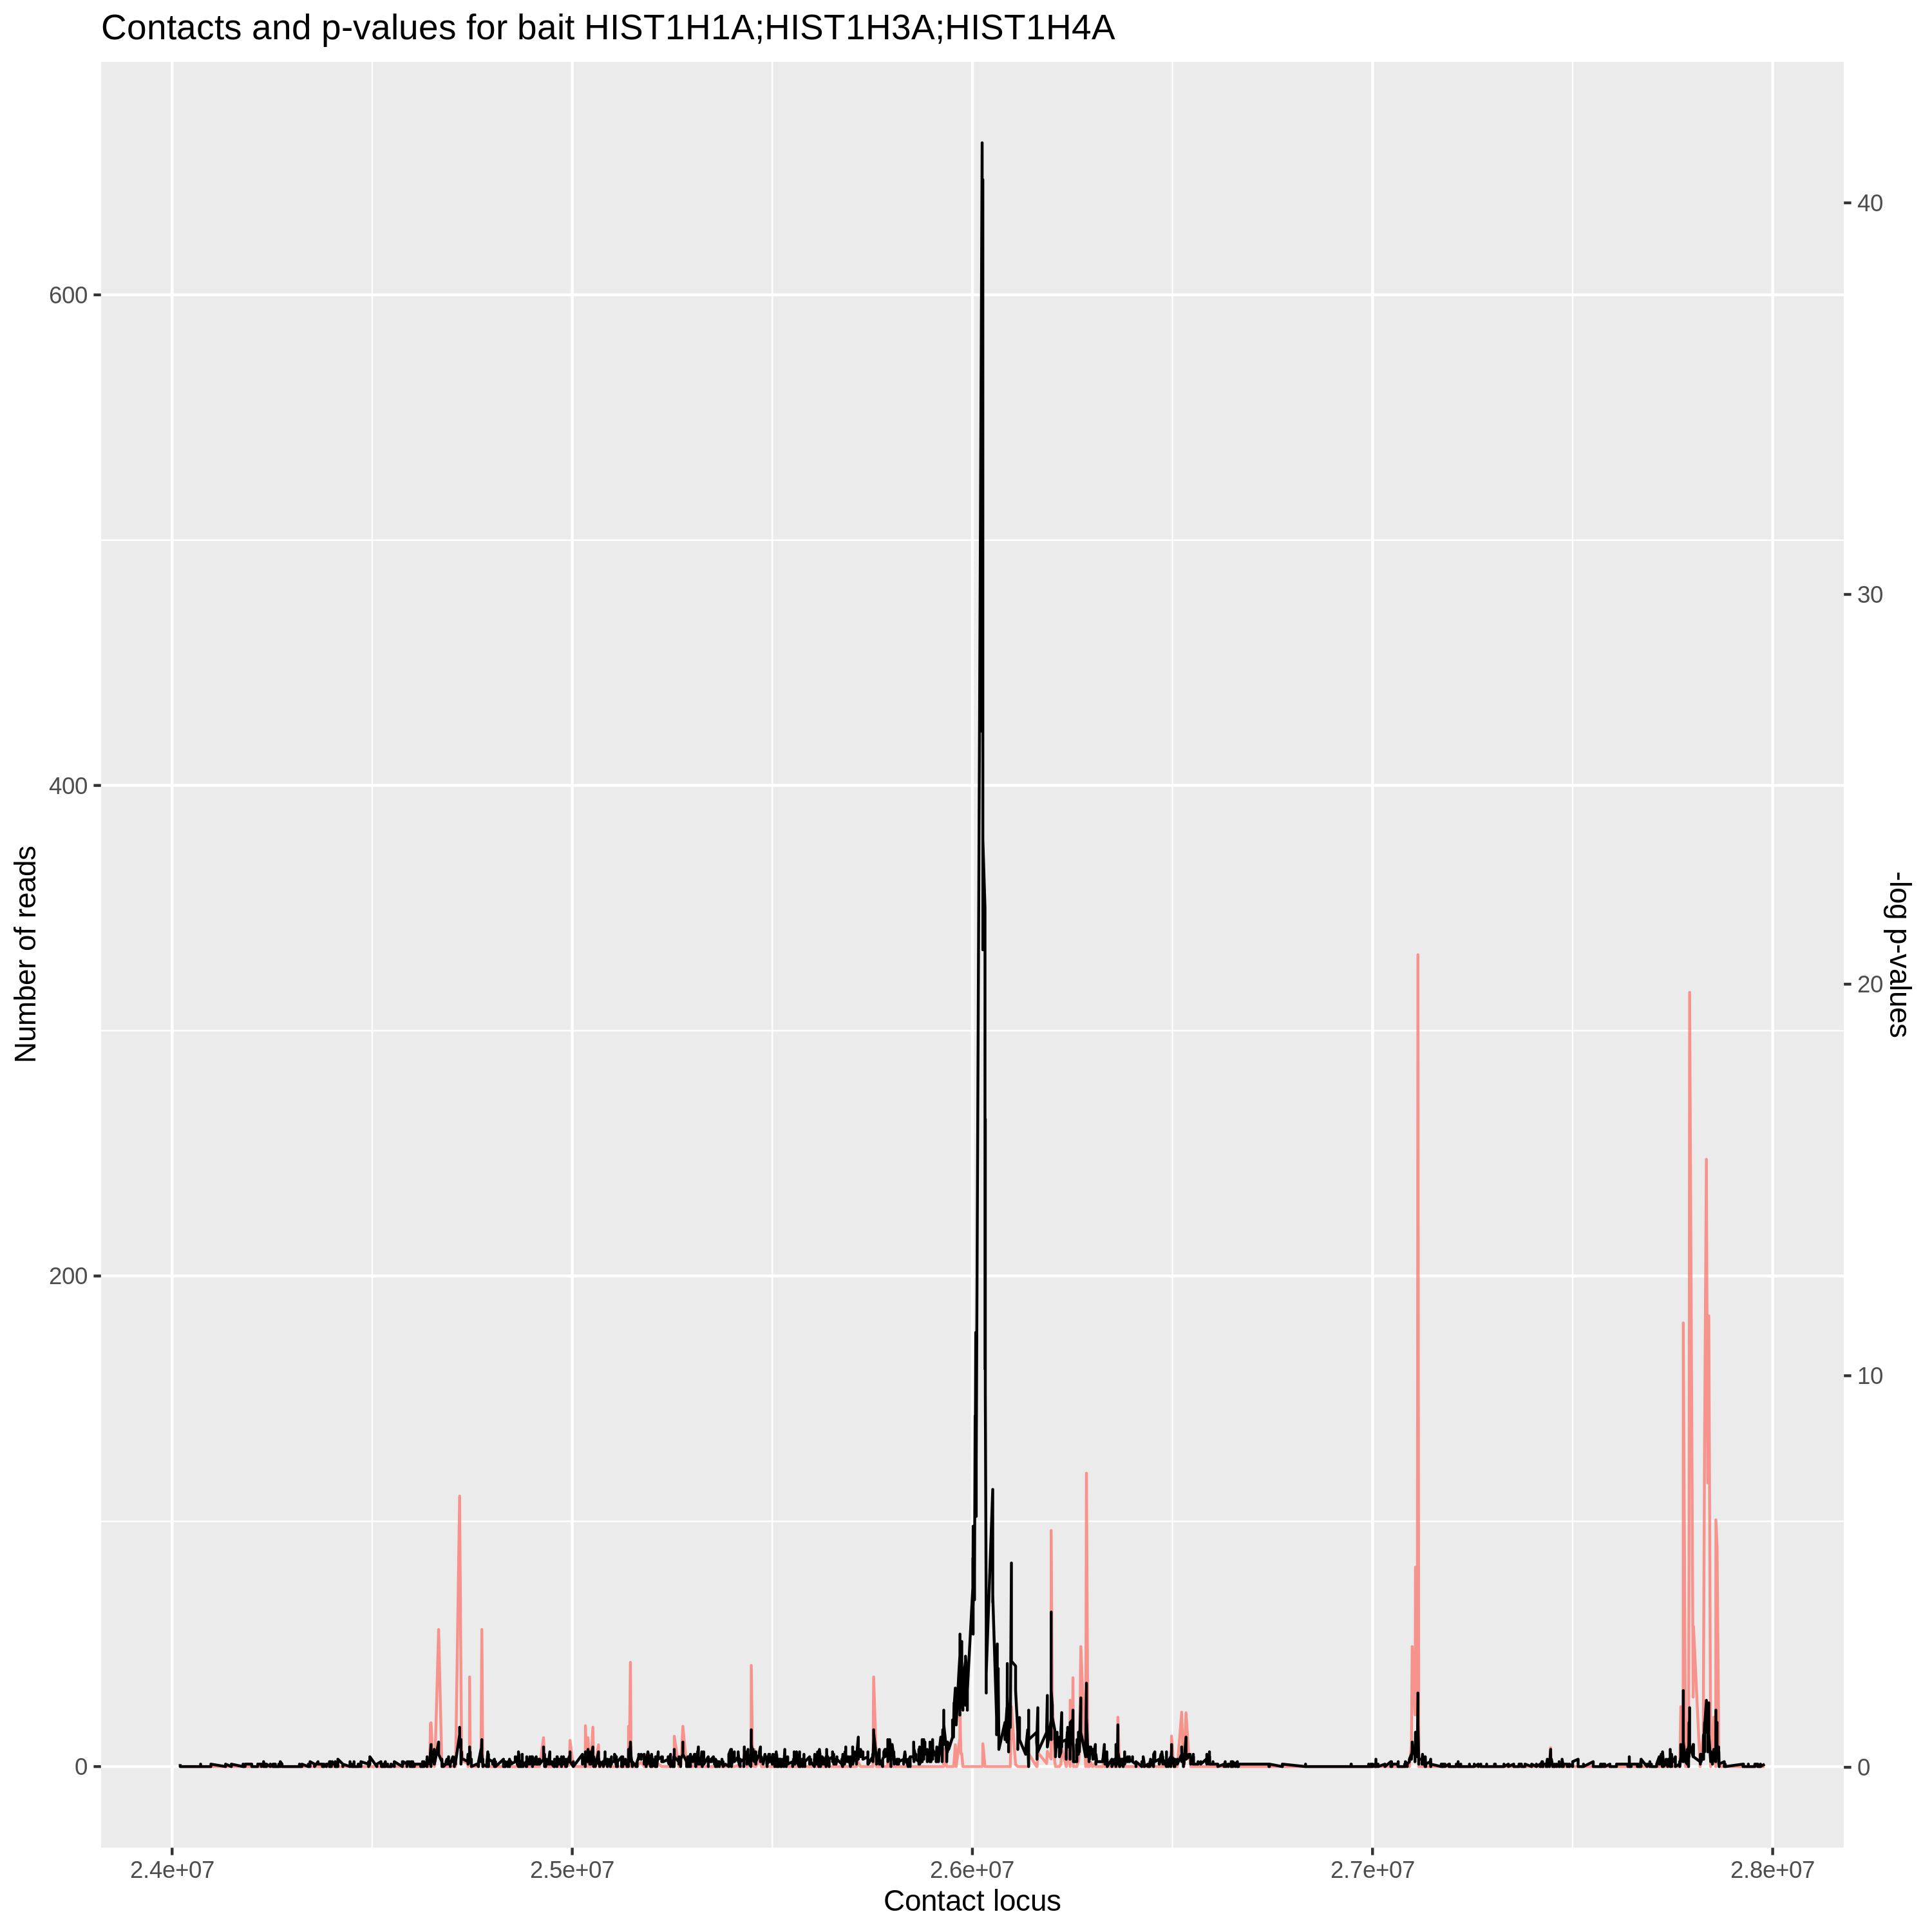 Contacts and p-values for bait HIST1H1A;HIST1H3A;HIST1H4A
600
400
200
0
Number of reads
40
30
20
10
0
-log p-values
2.4e+07 2.5e+07 2.6e+07 2.7e+07 2.8e+07
Contact locus